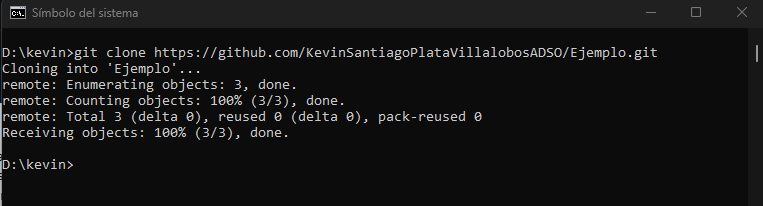 Símbolo del sistema
D:\kevin>git clone https://github.com/KevinSantiagoPlataVillalobosADSO/Ejemplo.git
Cloning into 'Ejemplo'...
remote: Enumerating objects: 3, done.
remote: Counting objects: 100% (3/3), done.
remote: Total 3 (delta 0), reused 0 (delta 0), pack-reused 0
Receiving objects: 100% (3/3), done.
D:\kevin>